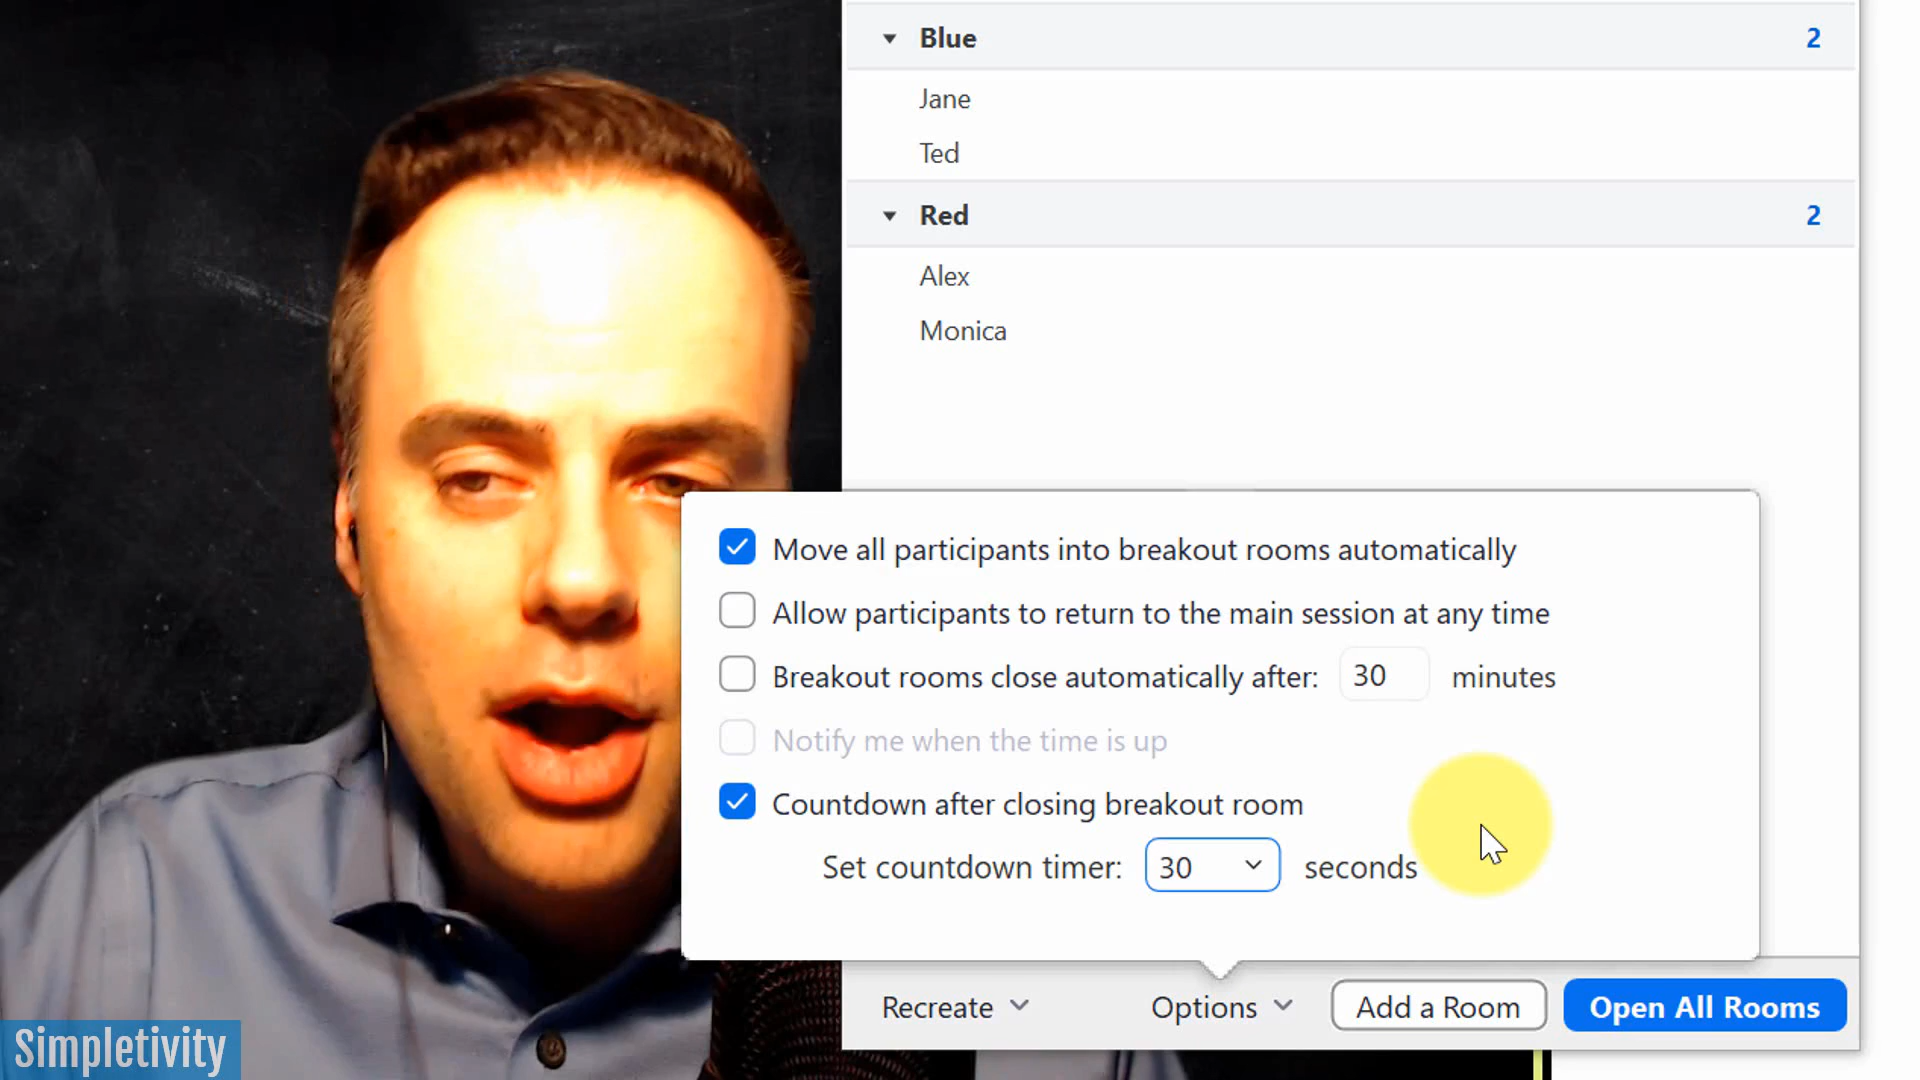 Blue 2
Jane
Ted
Red 2
Alex
Monica
Move all participants into breakout rooms automatically
Allow participants to return to the main session at any time
Breakout rooms close automatically after: 30 minutes
Notify me when the time is up
Countdown after closing breakout room
Set countdown timer: 30 seconds
Recreate Options Add a Room Open All Rooms
Simpletivity